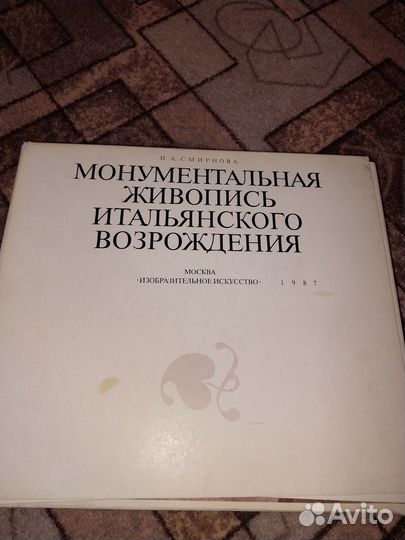 И.А.СМИРНОВА
МОНУМЕНТАЛЬНАЯ
ЖИВОПИСЬ
ИТАЛЬЯНСКОГО
ВОЗРОЖДЕНИЯ
МОСКВА
«ИЗОБРАЗИТЕЛЬНОЕ ИСКУССТВО» 1987
Avito